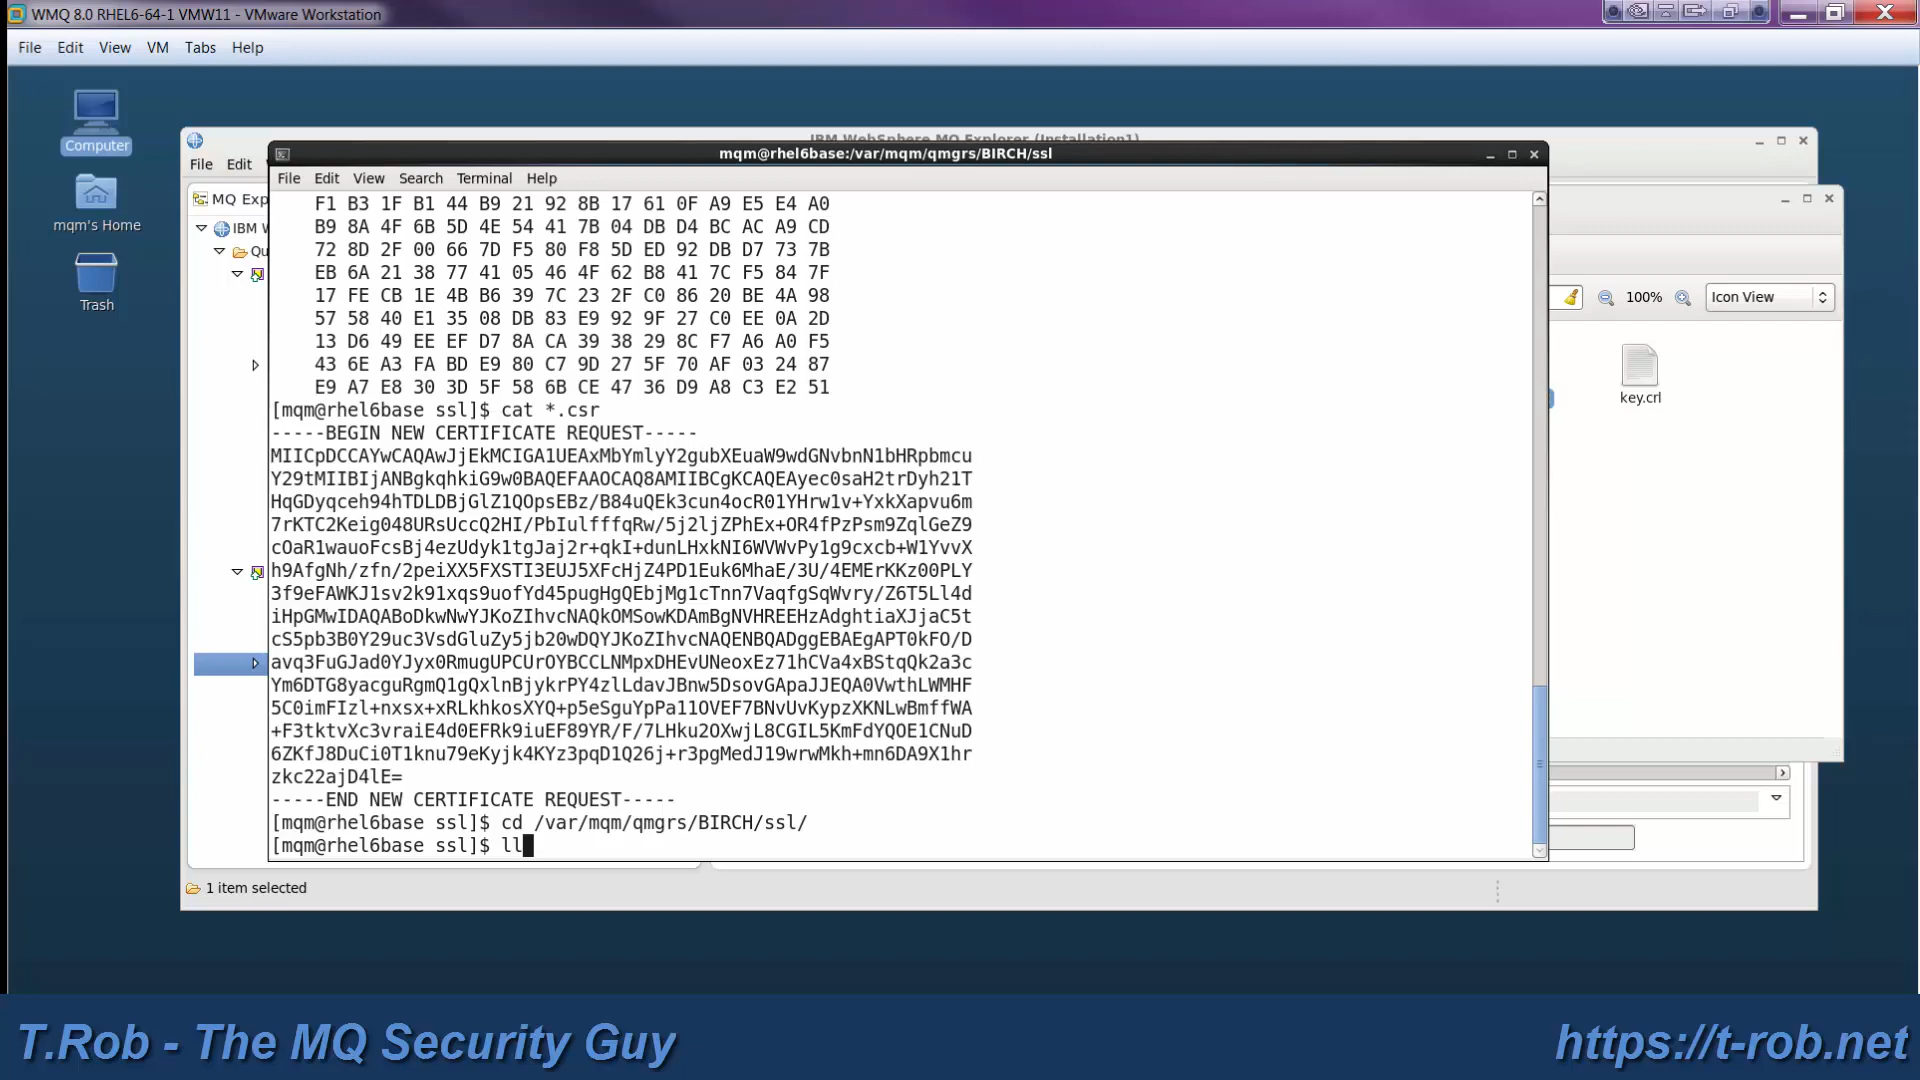 WMQ 8.0 RHEL6-64-1 VMW11 - VMware Workstation
File Edit View VM Tabs Help
Computer
mqm's Home
Trash
IBM WebSphere MQ Explorer (Installation1)
File Edit
MQ Exp
IBM W
Qu
mqm@rhel6base:/var/mqm/qmgrs/BIRCH/ssl
File Edit View Search Terminal Help
F1 B3 1F B1 44 B9 21 92 8B 17 61 0F A9 E5 E4 A0
B9 8A 4F 6B 5D 4E 54 41 7B 04 DB D4 BC AC A9 CD
72 8D 2F 00 66 7D F5 80 F8 5D ED 92 DB D7 73 7B
EB 6A 21 38 77 41 05 46 4F 62 B8 41 7C F5 84 7F
17 FE CB 1E 4B B6 39 7C 23 2F C0 86 20 BE 4A 98
57 58 40 E1 35 08 DB 83 E9 92 9F 27 C0 EE 0A 2D
13 D6 49 EE EF D7 8A CA 39 38 29 8C F7 A6 A0 F5
43 6E A3 FA BD E9 80 C7 9D 27 5F 70 AF 03 24 87
E9 A7 E8 30 3D 5F 58 6B CE 47 36 D9 A8 C3 E2 51
[mqm@rhel6base ssl]$ cat *.csr
-----BEGIN NEW CERTIFICATE REQUEST-----
MIICpDCCAYwCAQAwJjEkMCIGA1UEAxMbYmlyY2gubXEuaW9wdGNvbnN1bHRpbmcu
Y29tMIIBIjANBgkqhkiG9w0BAQEFAAOCAQ8AMIIBCgKCAQEAyec0saH2trDyh21T
HqGDyqceh94hTDLDBjGlZ1QOpsEBz/B84uQEk3cun4ocR01YHrw1v+YxkXapvu6m
7rKTC2Keig048URsUccQ2HI/PbIulfffqRw/5j2ljZPhEx+OR4fPzPsm9ZqlGeZ9
cOaR1wauoFcsBj4ezUdyk1tgJaj2r+qkI+dunLHxkNI6WVWvPy1g9cxcb+W1YvvX
h9AfgNh/zfn/2peiXX5FXSTI3EUJ5XFcHjZ4PD1Euk6MhaE/3U/4EMErKKz00PLY
3f9eFAWKJ1sv2k91xqs9uofYd45pugHgQEbjMg1cTnn7VaqfgSqWvry/Z6T5Ll4d
iHpGMwIDAQABoDkwNwYJKoZIhvcNAQkOMSowKDAmBgNVHREEHzAdghtiaXJjaC5t
cS5pb3B0Y29uc3VsdGluZy5jb20wDQYJKoZIhvcNAQENBQADggEBAEgAPT0kFO/D
avq3FuGJad0YJyx0RmugUPCUrOYBCCLNMpxDHEvUNeoxEz71hCVa4xBStqQk2a3c
Ym6DTG8yacguRgmQ1gQxlnBjykrPY4zlLdavJBnw5DsovGApaJJEQA0VwthLWMHF
5C0imFIzl+nxsx+xRLkhkosXYQ+p5eSguYpPa11OVEF7BNvUvKypzXKNLwBmffWA
+F3tktvXc3vraiE4d0EFRk9iuEF89YR/F/7LHku2OXwjL8CGIL5KmFdYQOE1CNuD
6ZKfJ8DuCi0T1knu79eKyjk4KYz3pqD1Q26j+r3pgMedJ19wrwMkh+mn6DA9X1hr
zkc22ajD4lE=
-----END NEW CERTIFICATE REQUEST-----
[mqm@rhel6base ssl]$ cd /var/mqm/qmgrs/BIRCH/ssl/
[mqm@rhel6base ssl]$ ll
100% Icon View
key.crl
1 item selected
T.Rob - The MQ Security Guy
https://t-rob.net